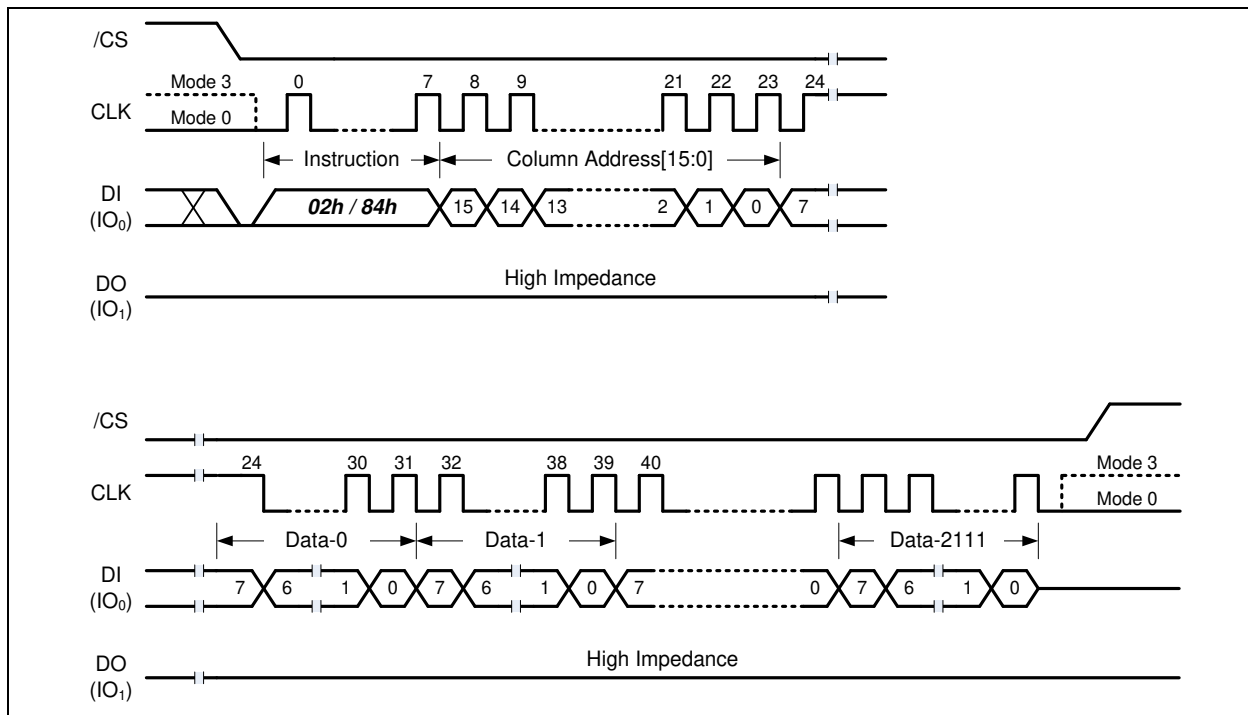 /CS
Mode 3 0 7 8 9 21 22 23 24
CLK
Mode 0
Instruction Column Address[15:0]
DI
(IO0)
02h / 84h 15 14 13 2 1 0 7
High Impedance
DO
(IO1)
/CS
24 30 31 32 38 39 40 Mode 3
CLK
Mode 0
Data-0 Data-1 Data-2111
DI
(IO0)
7 6 1 0 7 6 1 0 7 0 7 6 1 0
High Impedance
DO
(IO1)